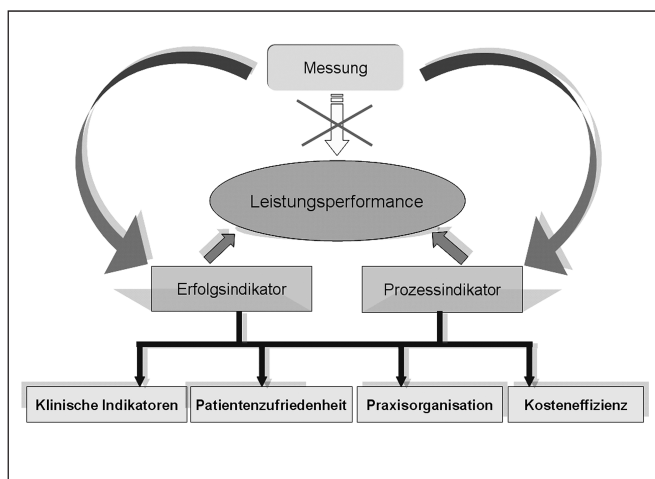 Messung
Leistungsperformance
Erfolgsindikator
Prozessindikator
Klinische Indikatoren
Patientenzufriedenheit
Praxisorganisation
Kosteneffizienz